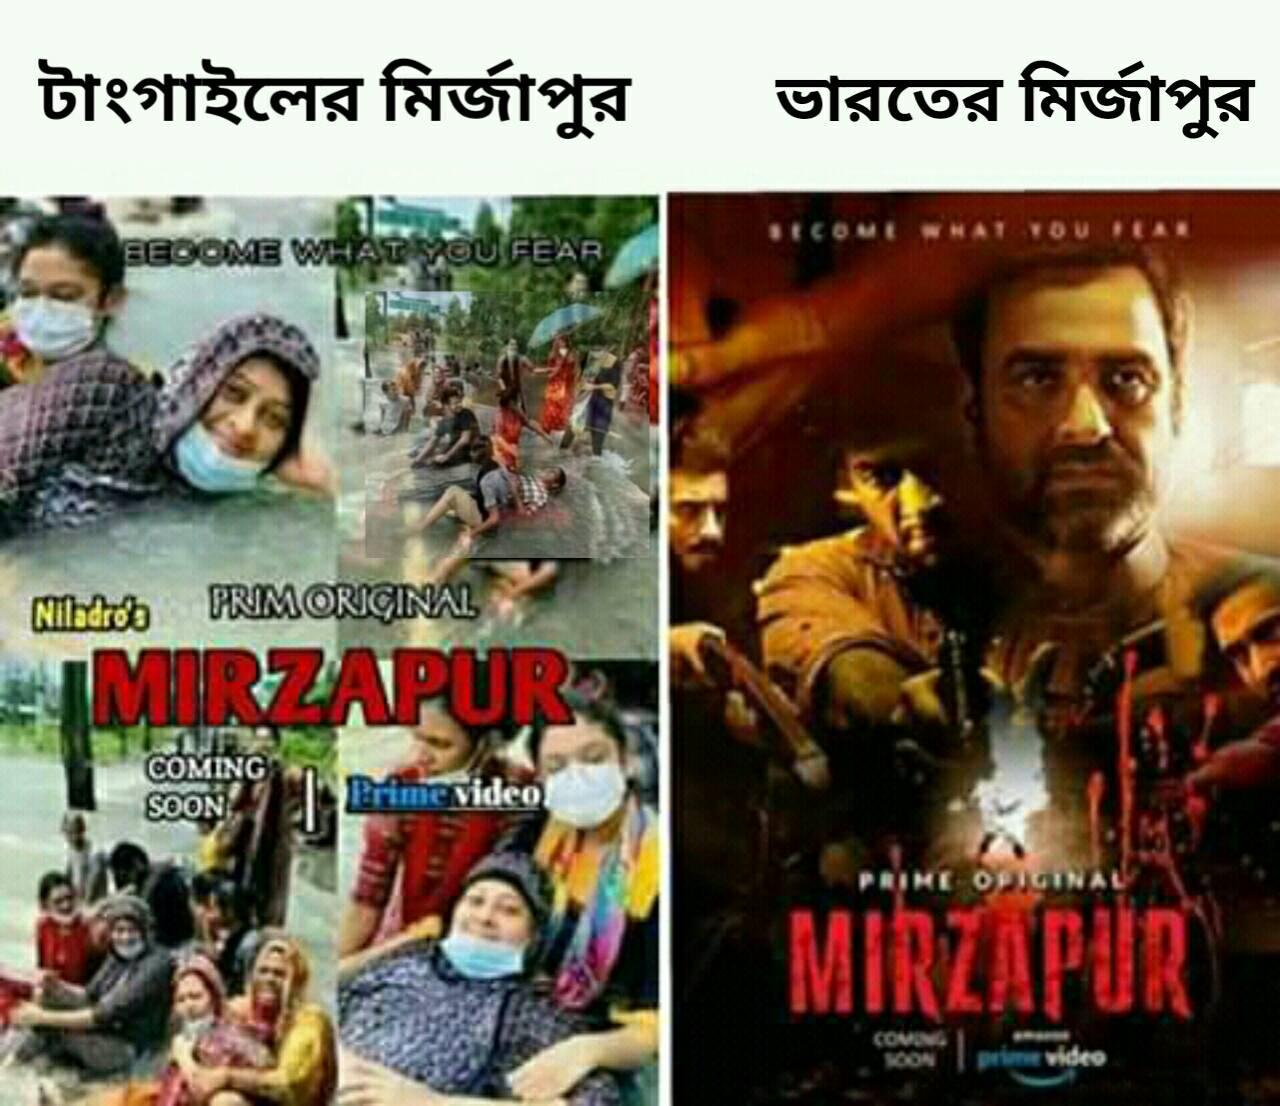 টাংগাইলের মির্জাপুর
ভারতের মির্জাপুর
BECOME WHAT YOU FEAR
Niladro's
PRIM ORIGINAL
MIRZAPUR
COMING
SOON
Prime video
BECOME WHAT YOU FEAR
PRIME ORIGINAL
MIRZAPUR
COMING
SOON
amazon
prime video